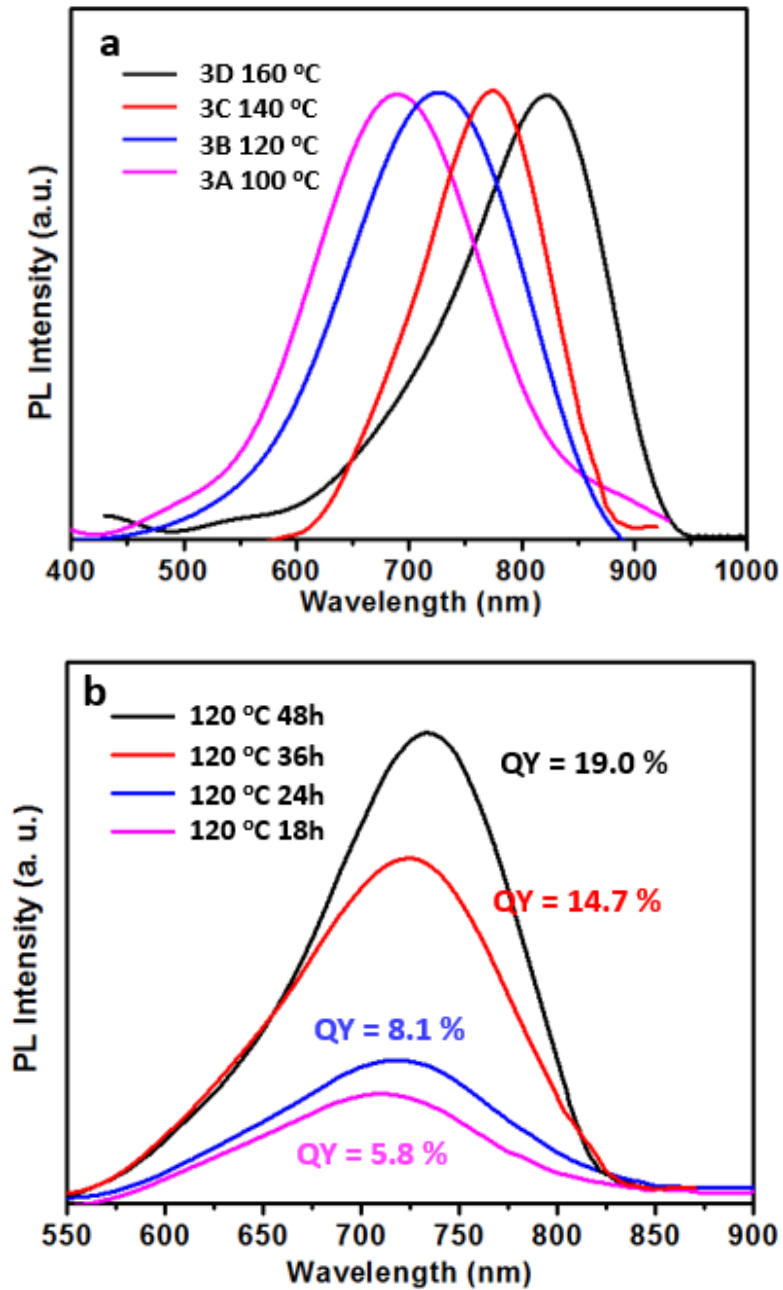 a
3D 160 °C
3C 140 °C
3B 120 °C
3A 100 °C
PL Intensity (a.u.)
400 500 600 700 800 900 1000
Wavelength (nm)
b
120 °C 48h
120 °C 36h
120 °C 24h
120 °C 18h
QY = 19.0 %
QY = 14.7 %
QY = 8.1 %
QY = 5.8 %
PL Intensity (a. u.)
550 600 650 700 750 800 850 900
Wavelength (nm)